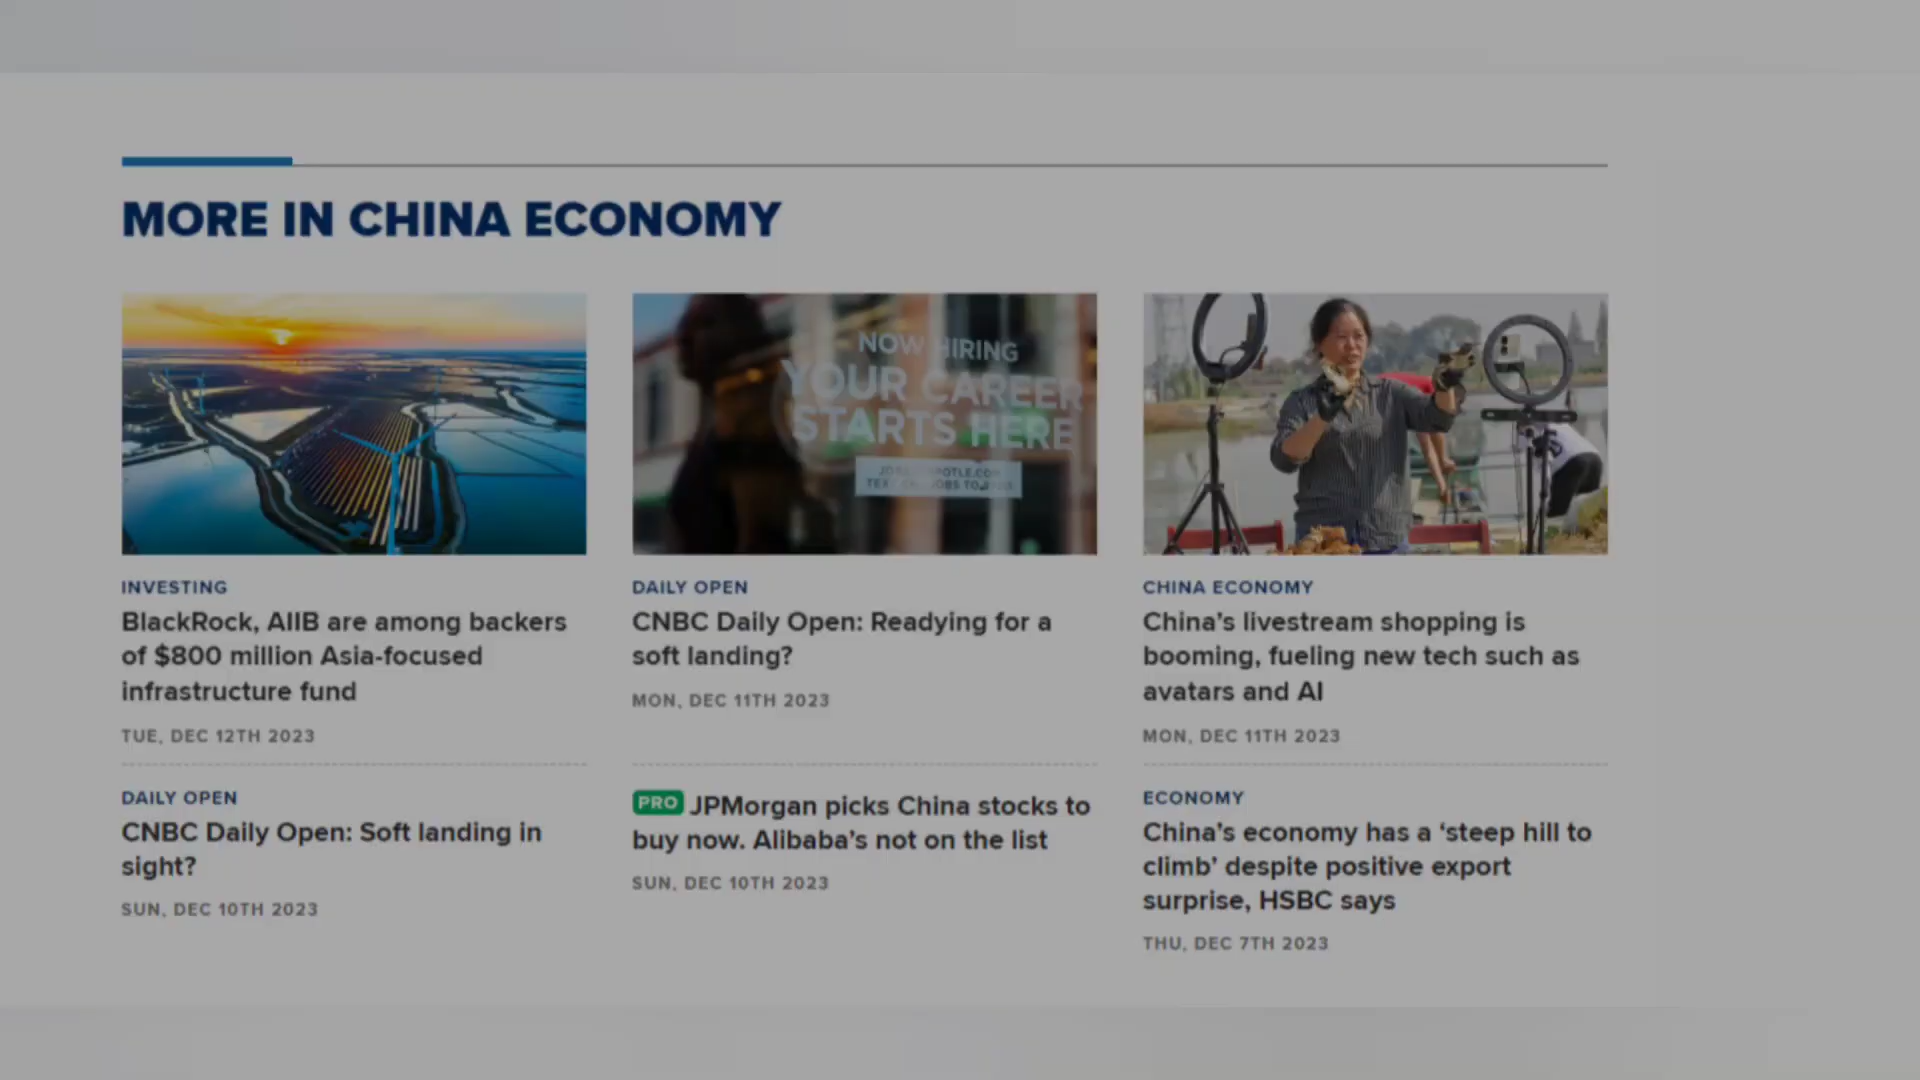 MORE IN CHINA ECONOMY
NOW HIRING
YOUR CAREER
STARTS HERE
INVESTING
BlackRock, AIIB are among backers
of $800 million Asia-focused
infrastructure fund
TUE, DEC 12TH 2023
DAILY OPEN
CNBC Daily Open: Readying for a
soft landing?
MON, DEC 11TH 2023
CHINA ECONOMY
China’s livestream shopping is
booming, fueling new tech such as
avatars and AI
MON, DEC 11TH 2023
DAILY OPEN
CNBC Daily Open: Soft landing in
sight?
SUN, DEC 10TH 2023
PRO JPMorgan picks China stocks to
buy now. Alibaba’s not on the list
SUN, DEC 10TH 2023
ECONOMY
China’s economy has a ‘steep hill to
climb’ despite positive export
surprise, HSBC says
THU, DEC 7TH 2023